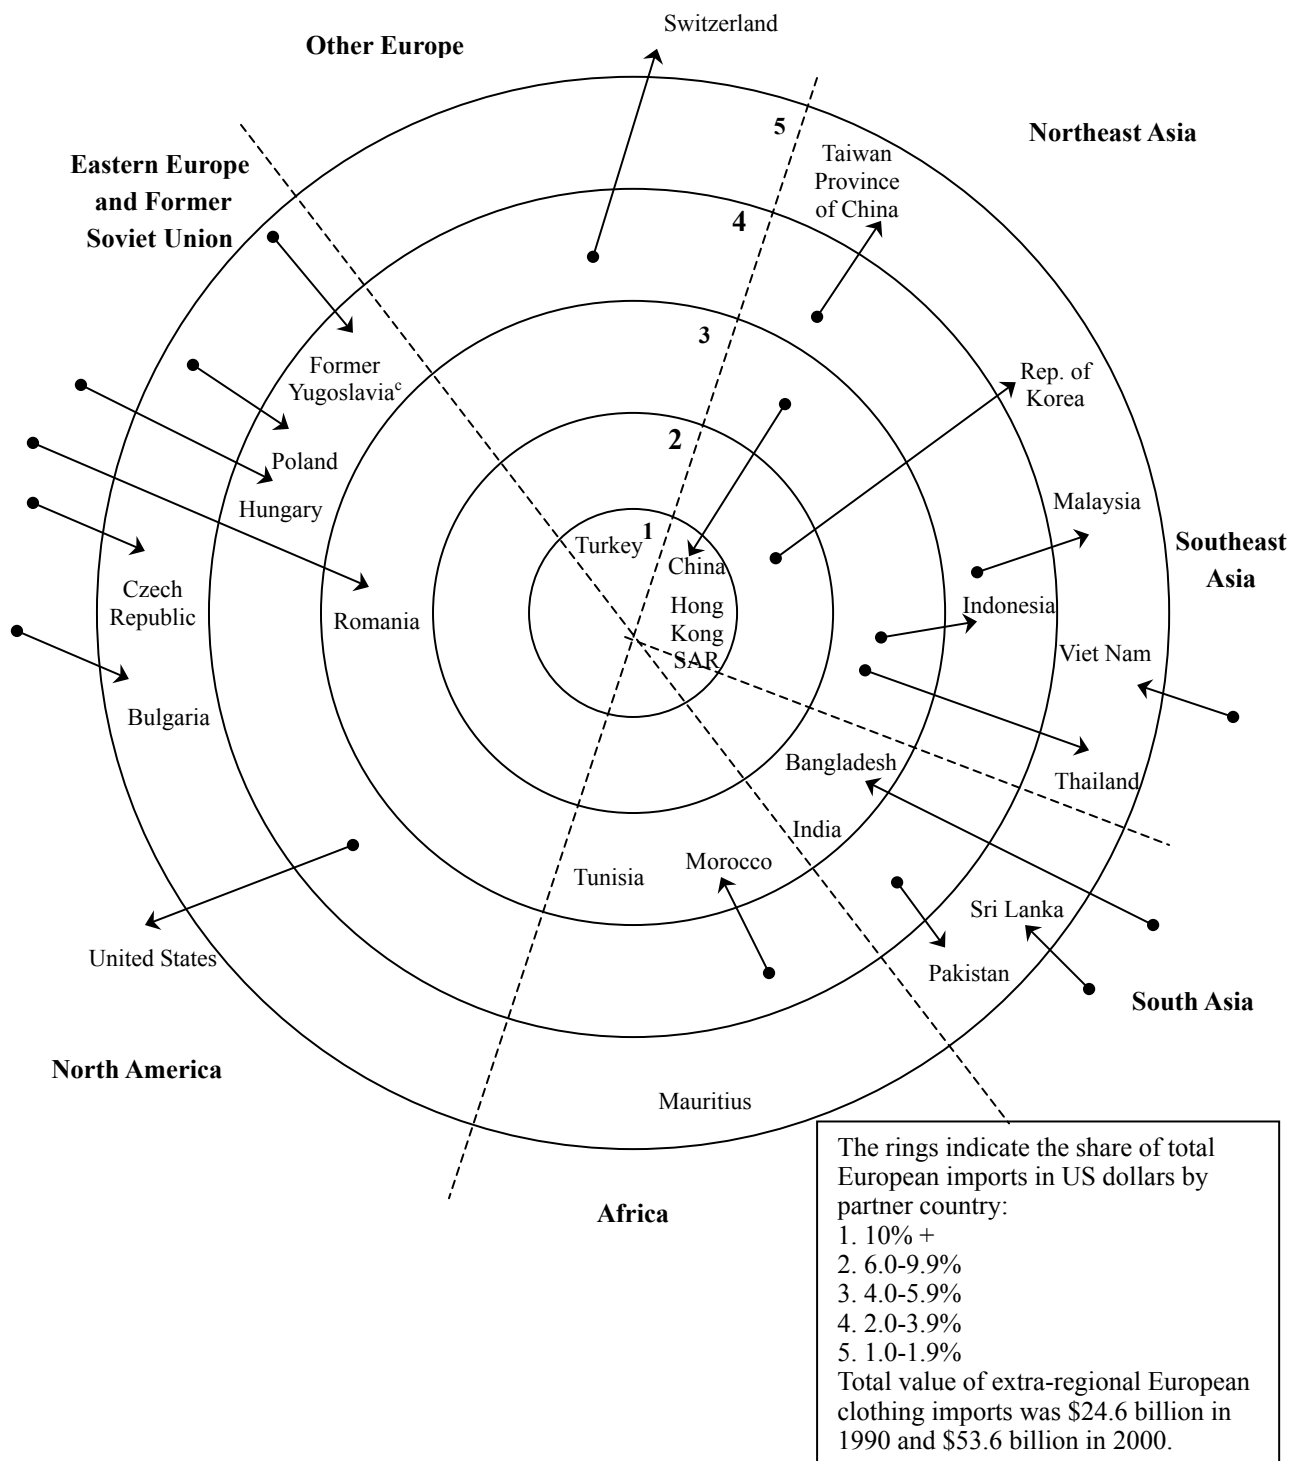 Switzerland
Other Europe
5
Northeast Asia
Taiwan
Province
of China
Eastern Europe
and Former
Soviet Union
4
3
Former
Yugoslaviaᶜ
Rep. of
Korea
2
Poland
Hungary
Malaysia
1
Turkey
China
Southeast
Asia
Czech
Republic
Romania
Hong
Kong
SAR
Indonesia
Viet Nam
Bulgaria
Bangladesh
Thailand
India
Morocco
Tunisia
Sri Lanka
United States
Pakistan
South Asia
North America
Mauritius
Africa
The rings indicate the share of total
European imports in US dollars by
partner country:
1. 10% +
2. 6.0-9.9%
3. 4.0-5.9%
4. 2.0-3.9%
5. 1.0-1.9%
Total value of extra-regional European
clothing imports was $24.6 billion in
1990 and $53.6 billion in 2000.